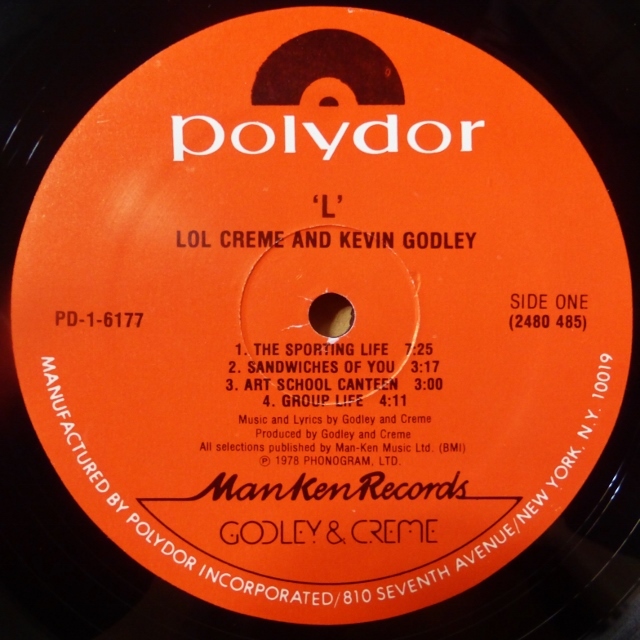 polydor
'L'
LOL CREME AND KEVIN GODLEY
PD-1-6177
SIDE ONE
(2480 485)
1. THE SPORTING LIFE 7:25
2. SANDWICHES OF YOU 3:17
3. ART SCHOOL CANTEEN 3:00
4. GROUP LIFE 4:11
Music and Lyrics by Godley and Creme
Produced by Godley and Creme
All selections published by Man-Ken Music Ltd. (BMI)
℗ 1978 PHONOGRAM, LTD.
ManKen Records
GODLEY & CREME
MANUFACTURED BY POLYDOR INCORPORATED/810 SEVENTH AVENUE/NEW YORK. N.Y. 10019